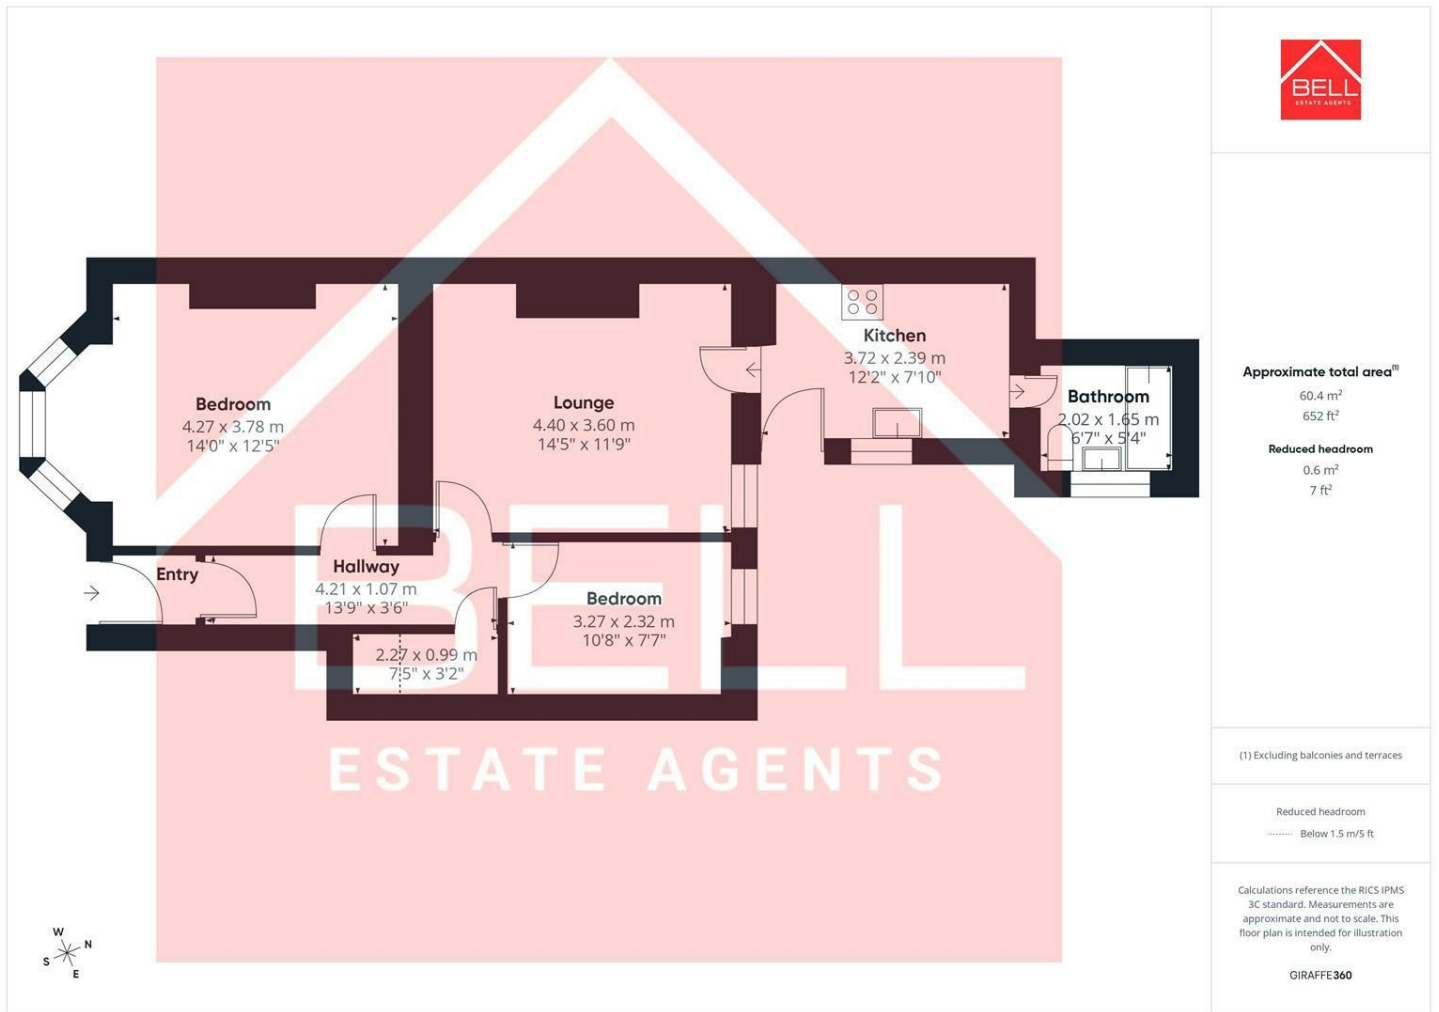 BELL
ESTATE AGENTS
Bedroom
4.27 x 3.78 m
14'0" x 12'5"
Lounge
4.40 x 3.60 m
14'5" x 11'9"
Kitchen
3.72 x 2.39 m
12'2" x 7'10"
Bathroom
2.02 x 1.65 m
6'7" x 5'4"
Entry
Hallway
4.21 x 1.07 m
13'9" x 3'6"
Bedroom
3.27 x 2.32 m
10'8" x 7'7"
2.27 x 0.99 m
7'5" x 3'2"
BELL
ESTATE AGENTS
W
N
S
E
Approximate total area(1)
60.4 m²
652 ft²
Reduced headroom
0.6 m²
7 ft²
(1) Excluding balconies and terraces
Reduced headroom
Below 1.5 m/5 ft
Calculations reference the RICS IPMS
3C standard. Measurements are
approximate and not to scale. This
floor plan is intended for illustration
only.
GIRAFFE360